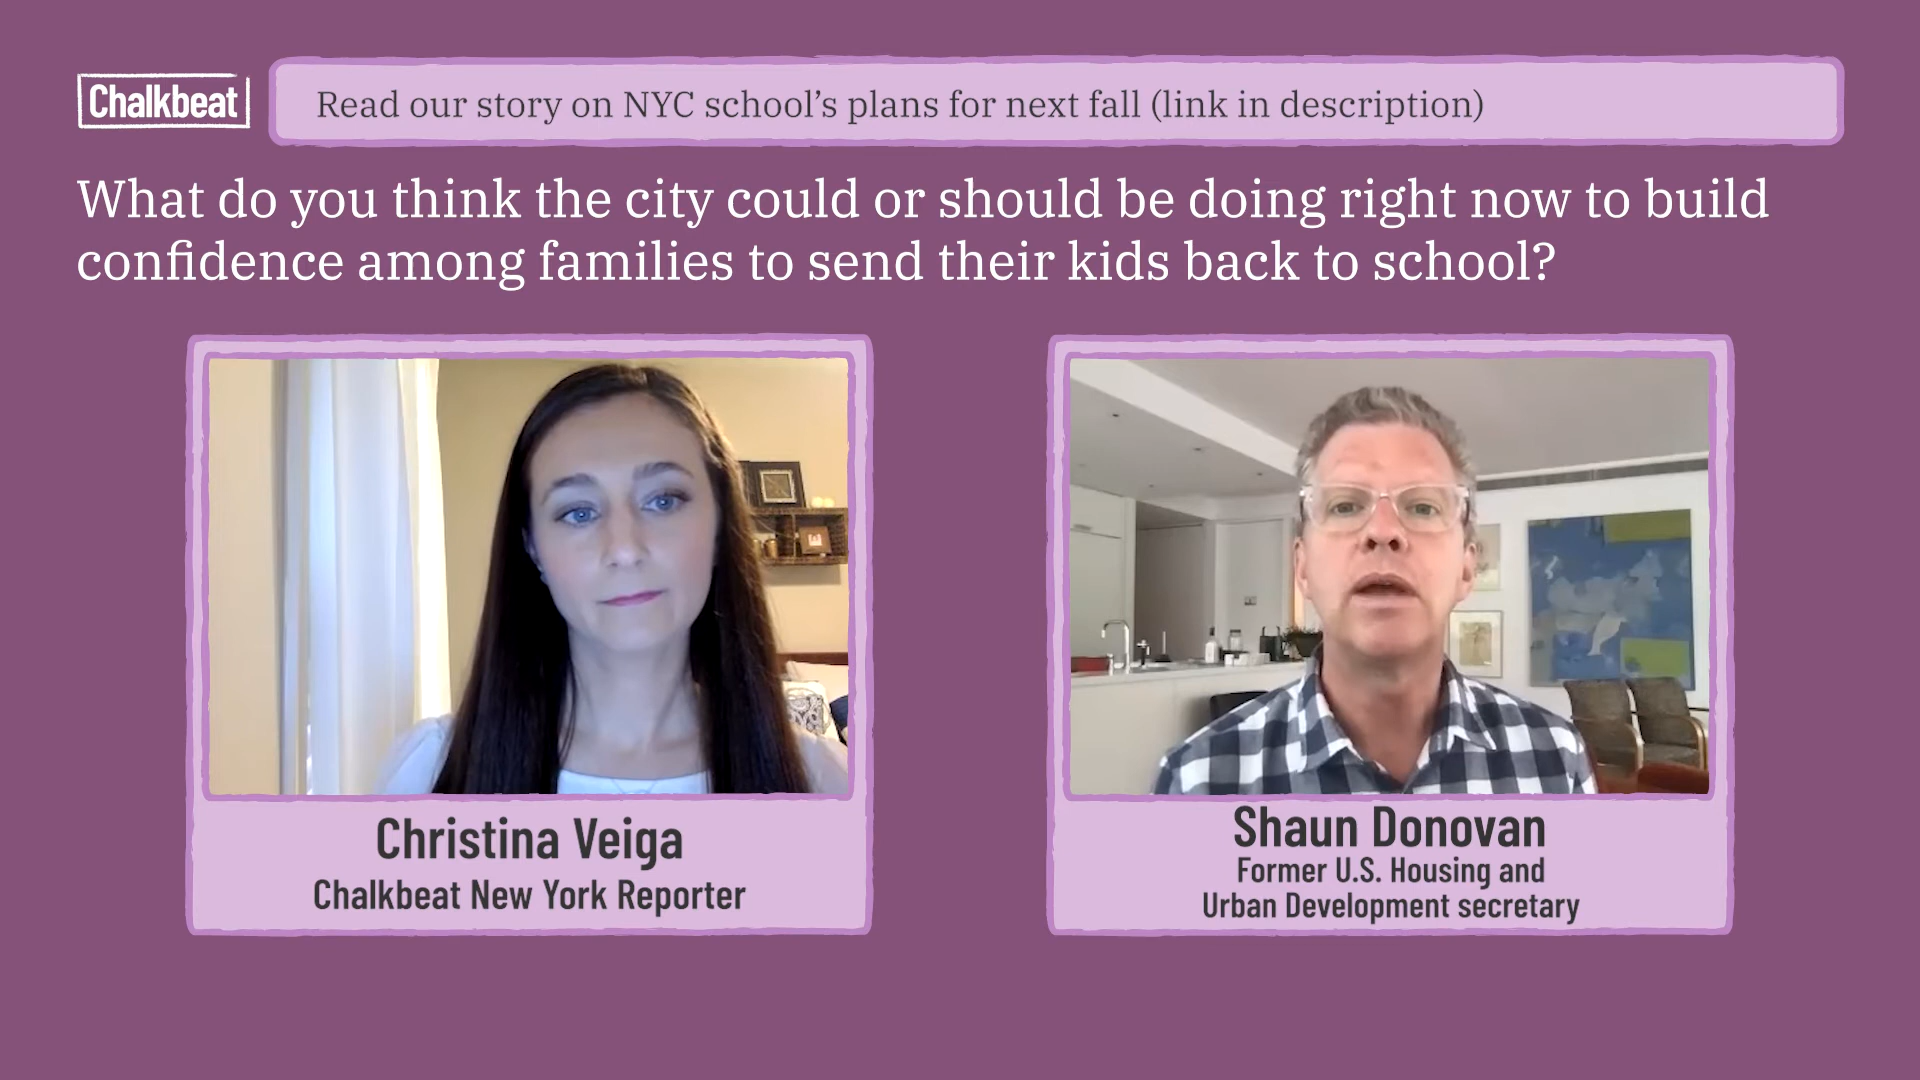 Chalkbeat
Read our story on NYC school’s plans for next fall (link in description)
What do you think the city could or should be doing right now to build
confidence among families to send their kids back to school?
Christina Veiga
Chalkbeat New York Reporter
Shaun Donovan
Former U.S. Housing and
Urban Development secretary